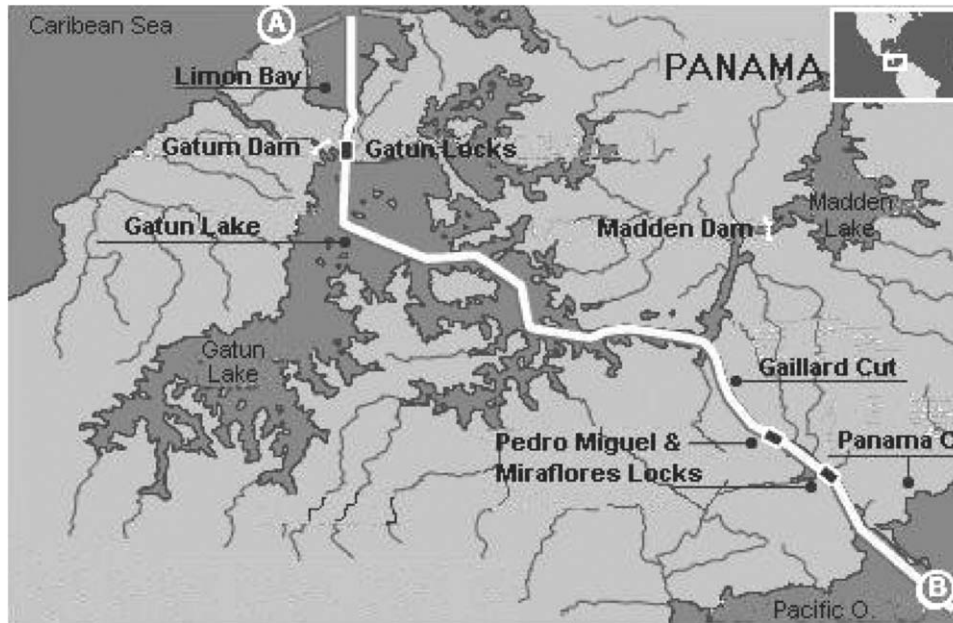 A
Caribean Sea
PANAMA
Limon Bay
Gatum Dam
Gatun Locks
Madden
Lake
Gatun Lake
Madden Dam
Gatun
Lake
Gaillard Cut
Pedro Miguel &
Miraflores Locks
Panama C
B
Pacific O.